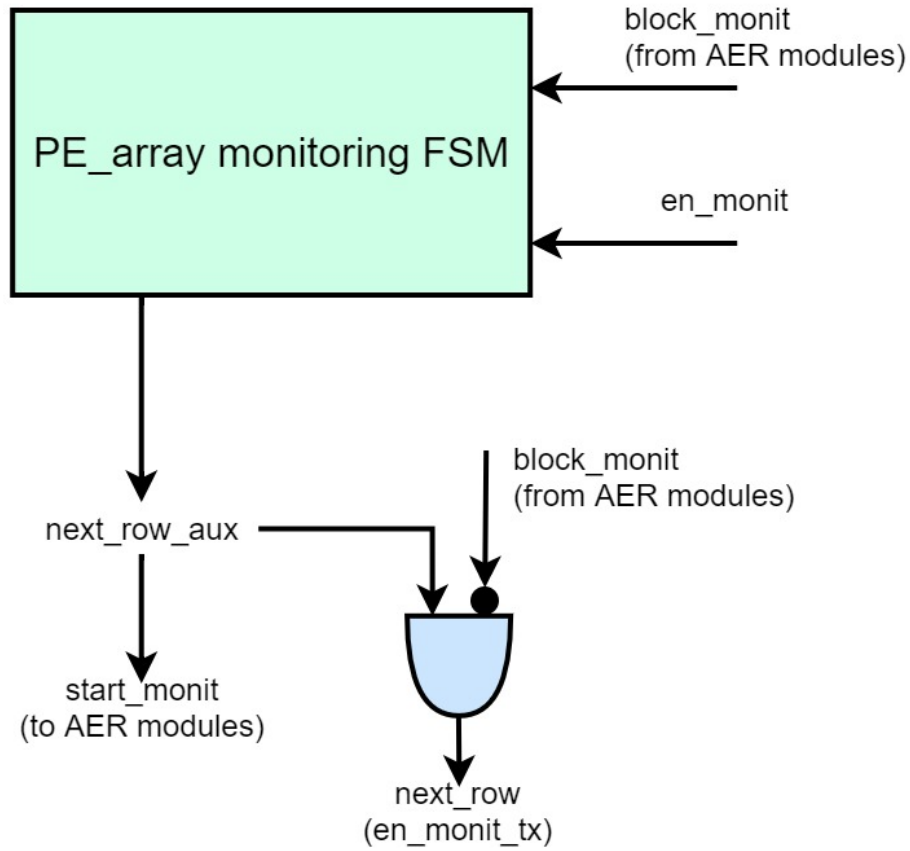 block_monit
(from AER modules)
PE_array monitoring FSM
en_monit
block_monit
(from AER modules)
next_row_aux
start_monit
(to AER modules)
next_row
(en_monit_tx)